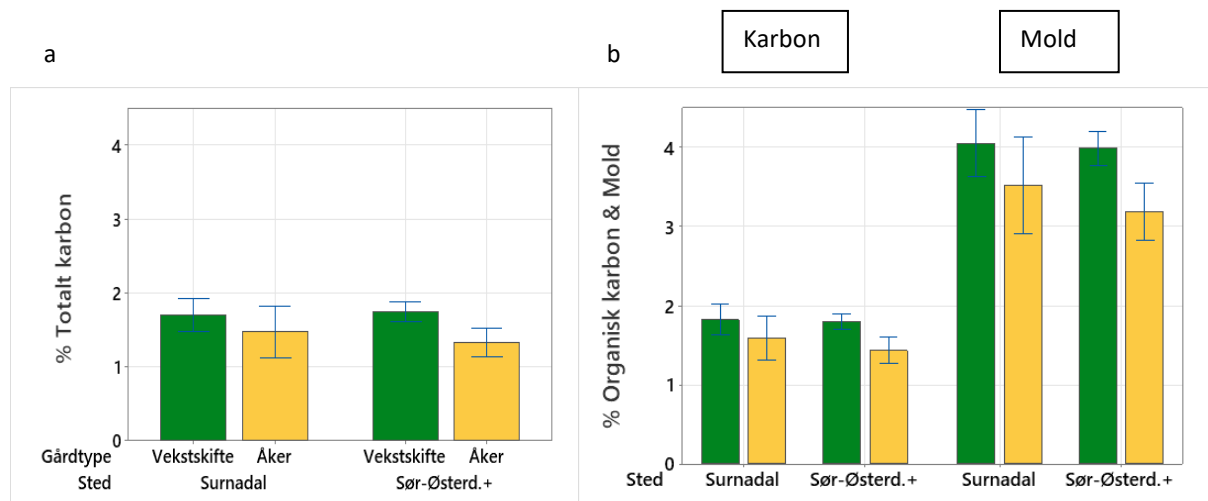 a
% Totalt karbon
4
3
2
1
0
Gårdtype Vekstskifte Åker Vekstskifte Åker
Sted Surnadal Sør-Østerd.+
b
Karbon Mold
% Organisk karbon & Mold
4
3
2
1
0
Sted Surnadal Sør-Østerd.+ Surnadal Sør-Østerd.+